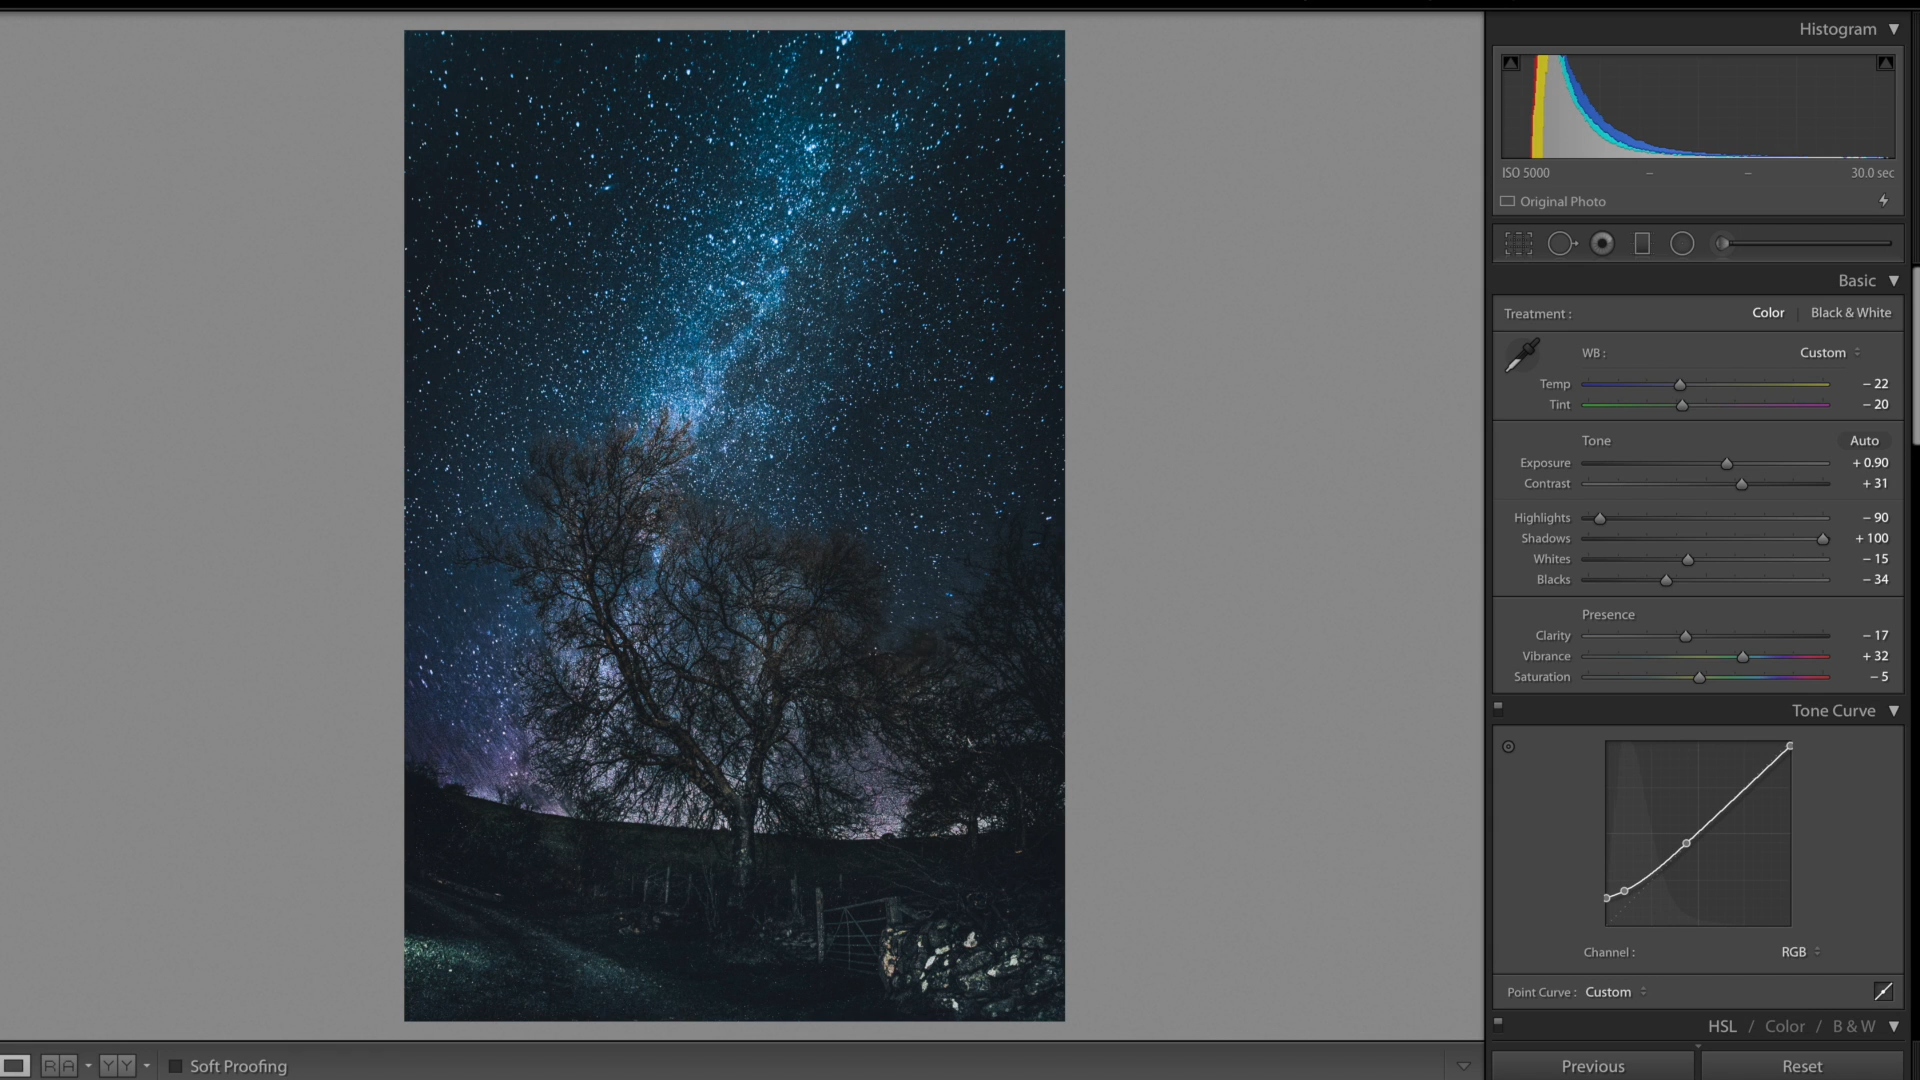 Histogram
ISO 5000 – – 30.0 sec
Original Photo
Basic
Treatment : Color Black & White
WB : Custom
Temp – 22
Tint – 20
Tone Auto
Exposure + 0.90
Contrast + 31
Highlights – 90
Shadows + 100
Whites – 15
Blacks – 34
Presence
Clarity – 17
Vibrance + 32
Saturation – 5
Tone Curve
Channel : RGB
Point Curve : Custom
HSL / Color / B & W
R A Y Y Soft Proofing Previous Reset